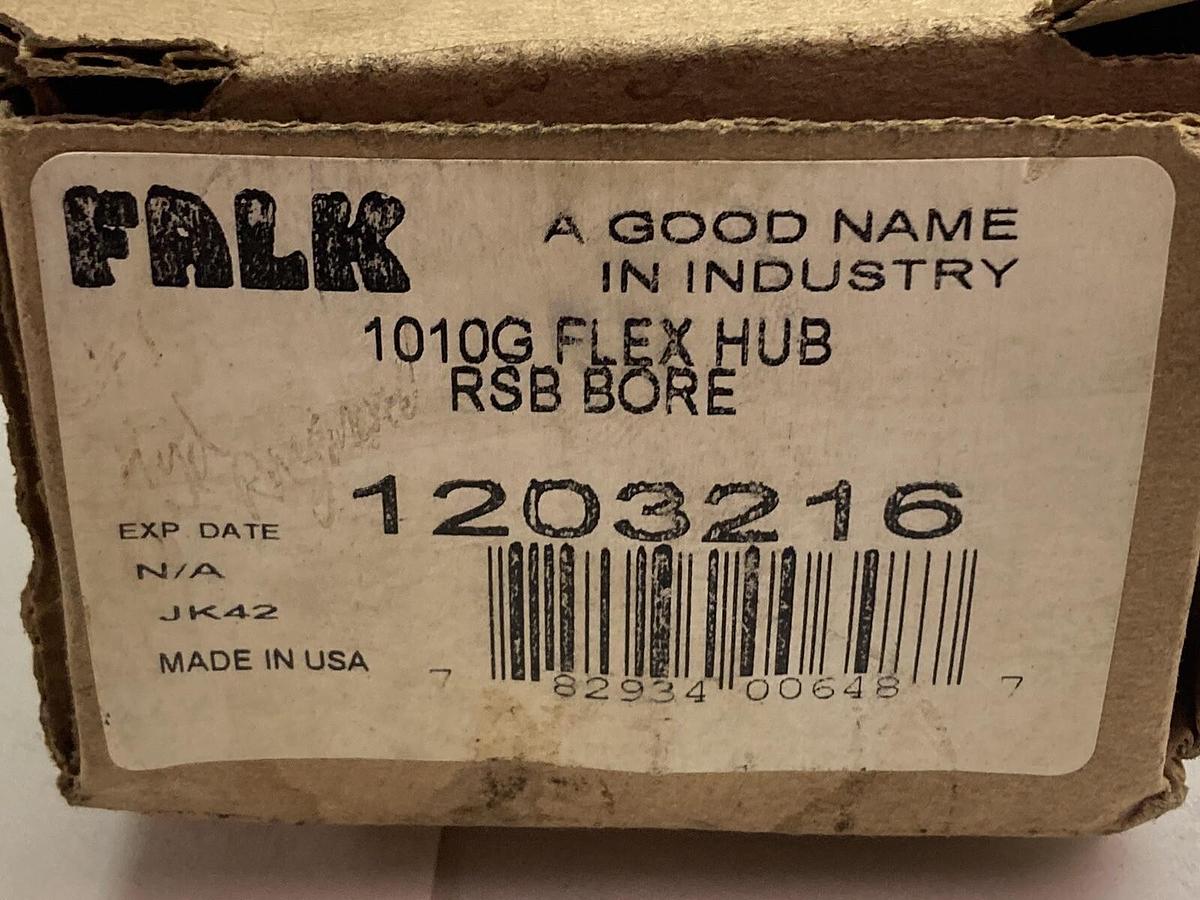 FALK
A GOOD NAME
IN INDUSTRY
1010G FLEX HUB
RSB BORE
1203216
EXP. DATE
N/A
JK42
MADE IN USA
7 82934 00648 7